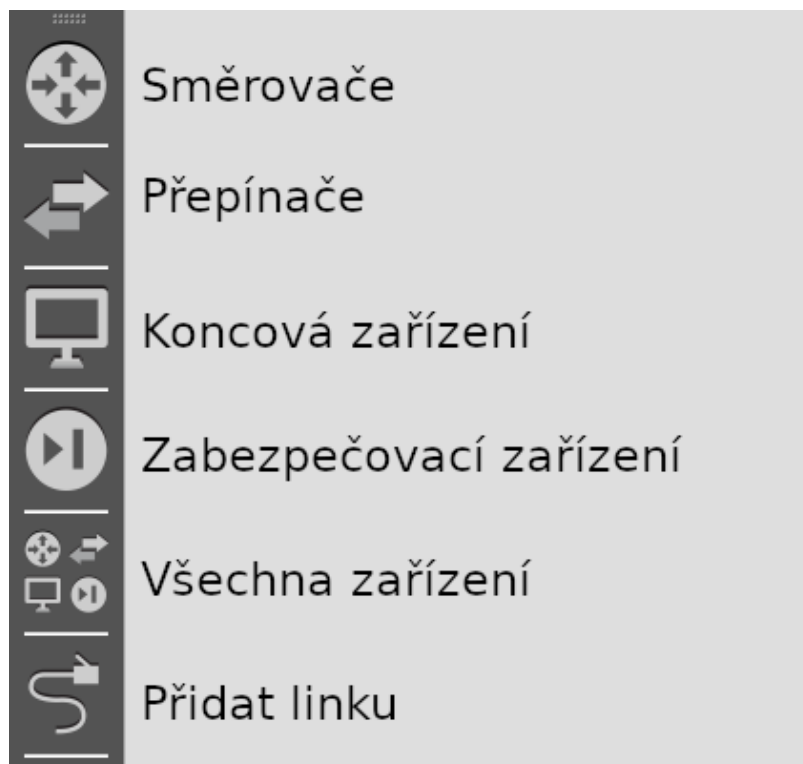 Směrovače
Přepínače
Koncová zařízení
Zabezpečovací zařízení
Všechna zařízení
Přidat linku